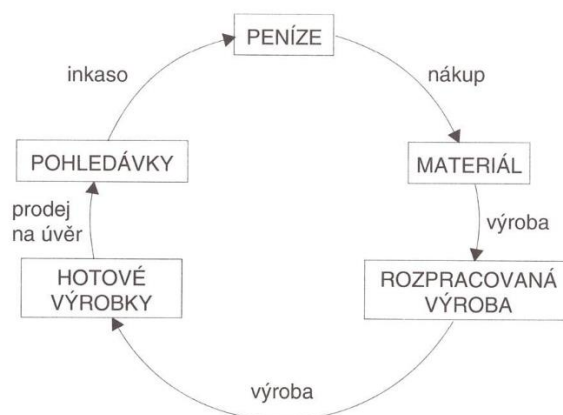 PENÍZE
nákup
MATERIÁL
výroba
ROZPRACOVANÁ
VÝROBA
výroba
HOTOVÉ
VÝROBKY
prodej
na úvěr
POHLEDÁVKY
inkaso